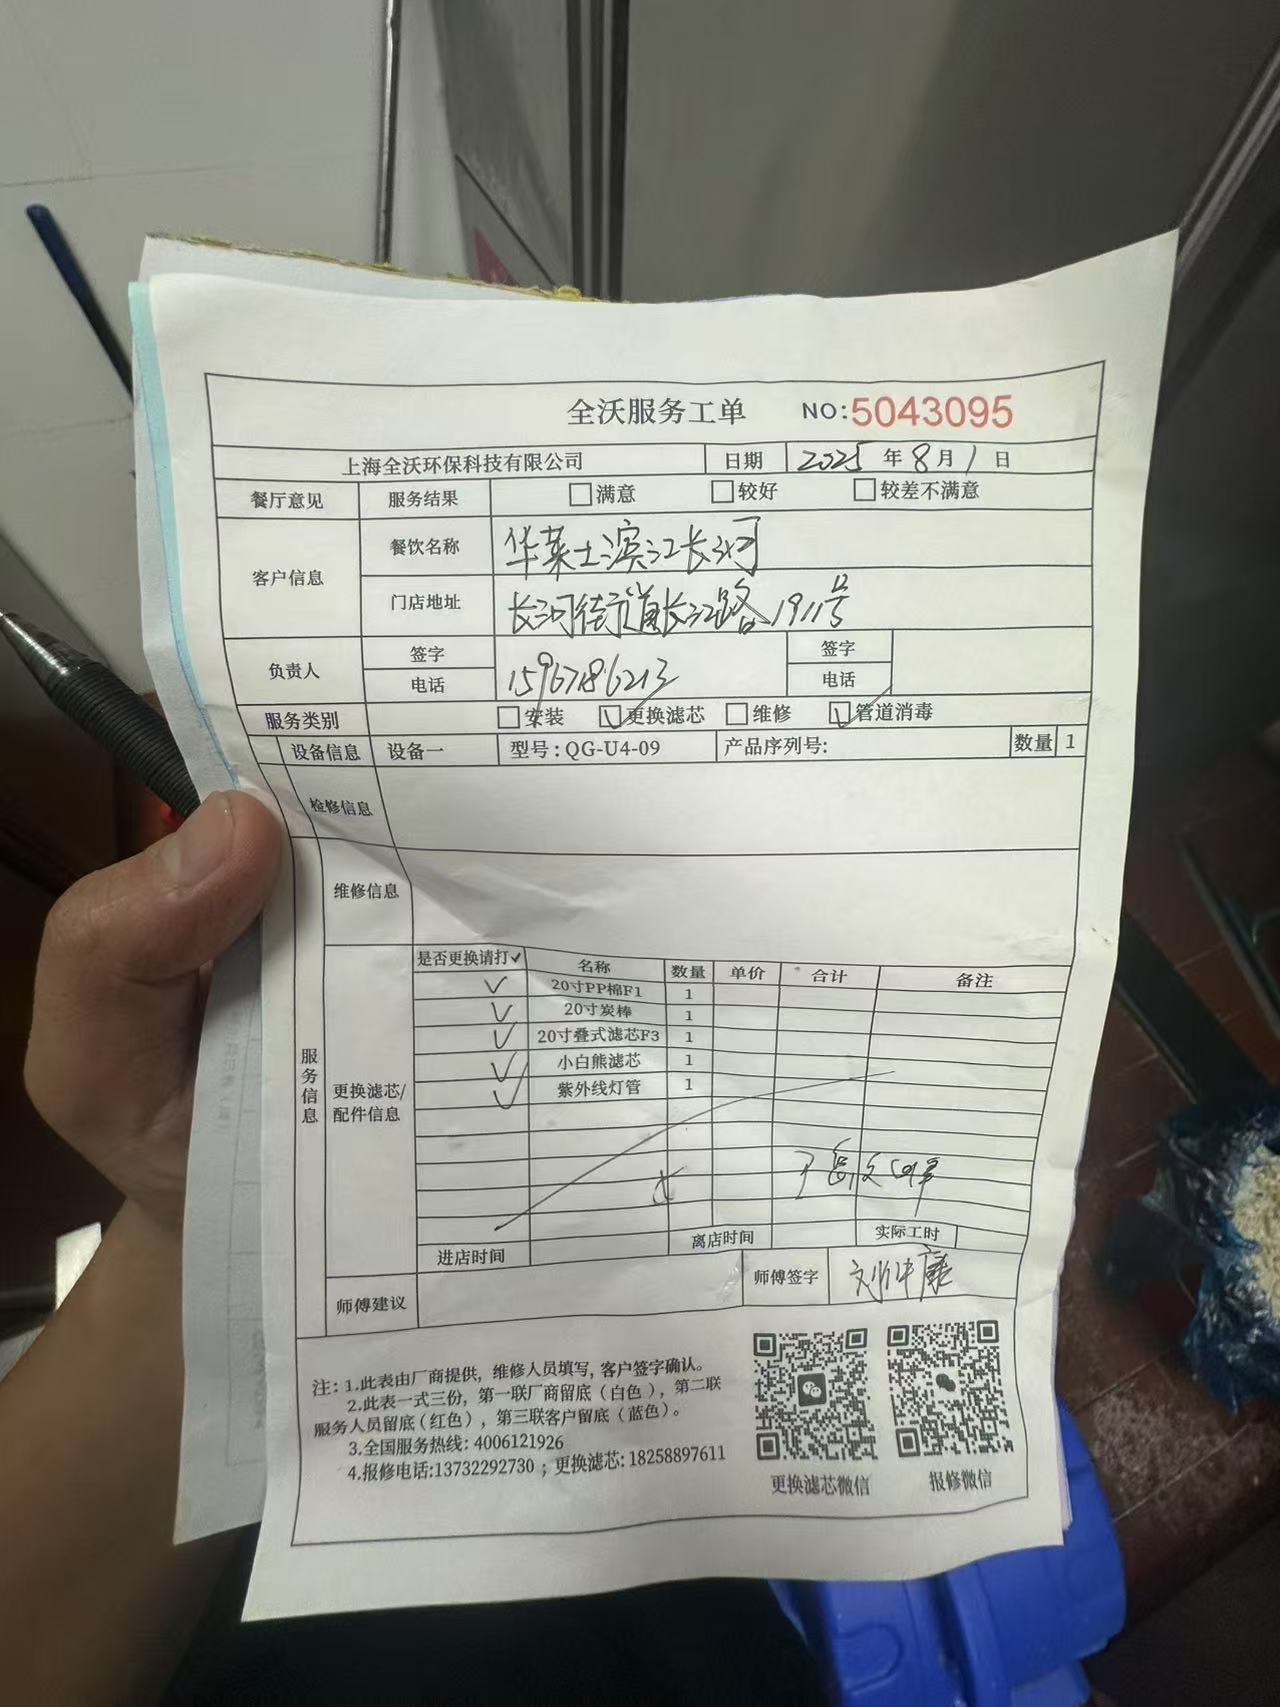 全沃服务工单 NO:5043095
上海全沃环保科技有限公司 日期 2025 年 8 月 1 日
餐厅意见 服务结果 满意 较好 较差不满意
客户信息 餐饮名称 华莱士滨江长河
门店地址 长河街道长江路1911号
负责人 签字 签字
电话 15967186213 电话
服务类别 安装 更换滤芯 维修 管道消毒
设备信息 设备一 型号:QG-U4-09 产品序列号: 数量 1
检修信息
维修信息
服务信息
更换滤芯/配件信息
是否更换请打✓ 名称 数量 单价 合计 备注
✓ 20寸PP棉F1 1
✓ 20寸炭棒 1
✓ 20寸叠式滤芯F3 1
✓ 小白熊滤芯 1
✓ 紫外线灯管 1
进店时间 离店时间 实际工时
师傅建议 师傅签字
注: 1.此表由厂商提供, 维修人员填写, 客户签字确认。
2.此表一式三份, 第一联厂商留底 (白色), 第二联
服务人员留底 (红色), 第三联客户留底 (蓝色)。
3.全国服务热线: 4006121926
4.报修电话:13732292730 ; 更换滤芯: 18258897611
更换滤芯微信 报修微信